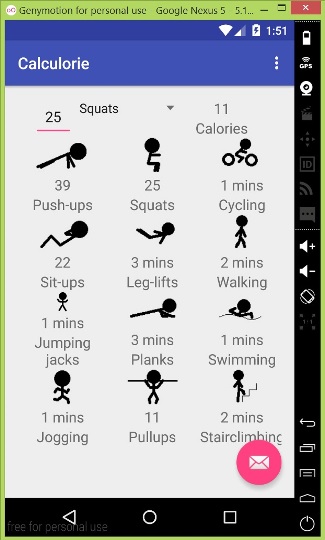 Genymotion for personal use - Google Nexus 5 - 5.1...
1:51
Calculorie
GPS
25 Squats 11
Calories
39 25 1 mins
Push-ups Squats Cycling
22 3 mins 2 mins
Sit-ups Leg-lifts Walking
1 mins 3 mins 1 mins
Jumping jacks Planks Swimming
1 mins 11 2 mins
Jogging Pullups Stairclimbing
ID
1:1
free for personal use